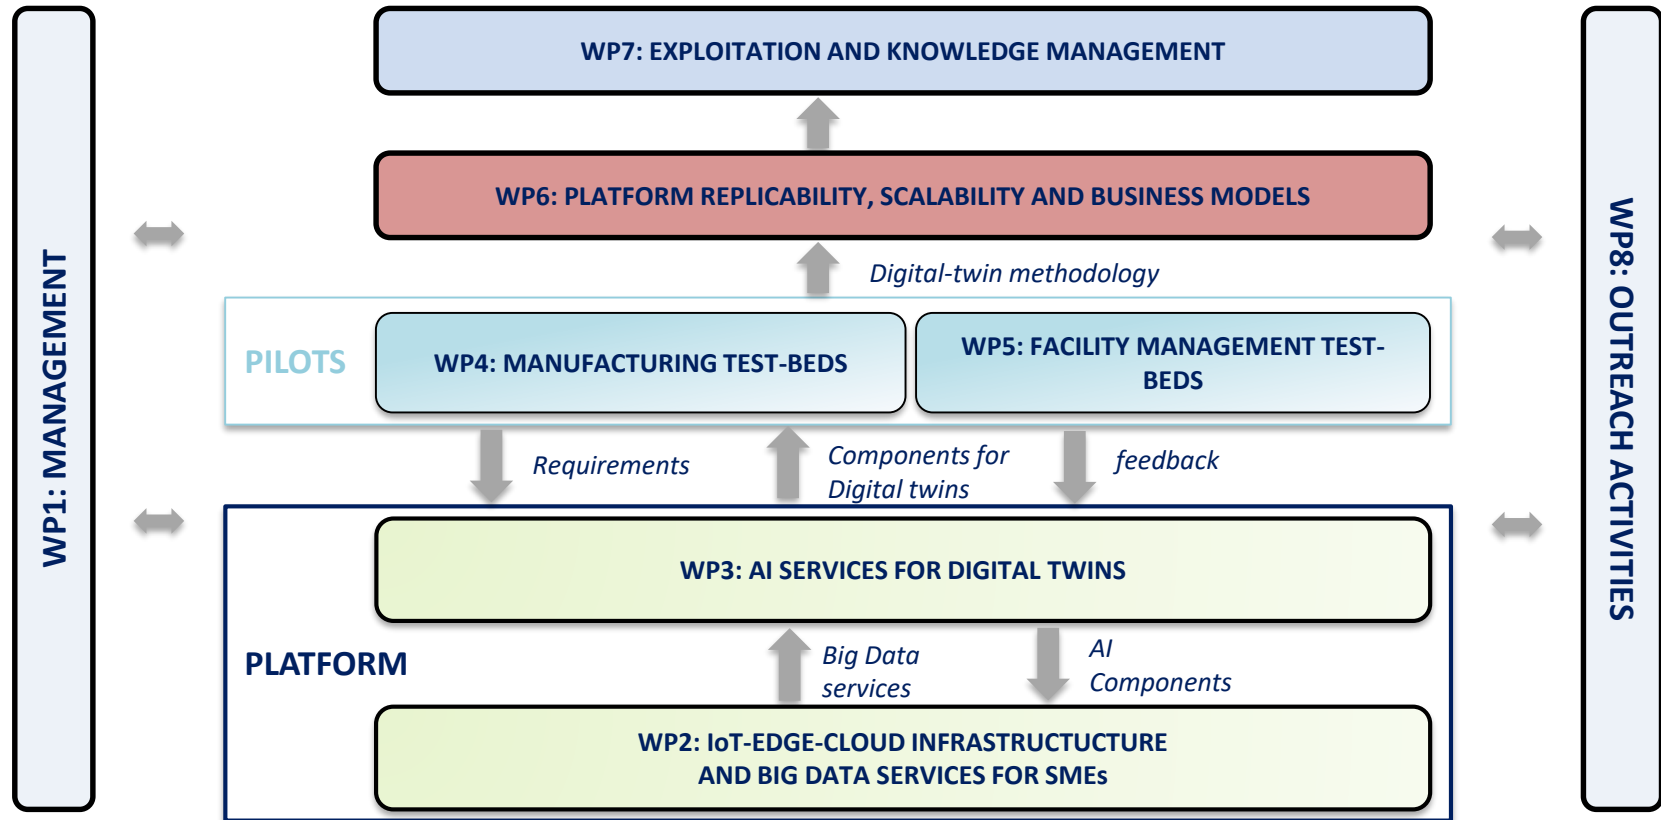 WP7: EXPLOITATION AND KNOWLEDGE MANAGEMENT
WP6: PLATFORM REPLICABILITY, SCALABILITY AND BUSINESS MODELS
WP1: MANAGEMENT
WP8: OUTREACH ACTIVITIES
Digital-twin methodology
PILOTS
WP4: MANUFACTURING TEST-BEDS
WP5: FACILITY MANAGEMENT TEST-
BEDS
Requirements
Components for
Digital twins
feedback
WP3: AI SERVICES FOR DIGITAL TWINS
PLATFORM
Big Data
services
AI
Components
WP2: IoT-EDGE-CLOUD INFRASTRUCTUCTURE
AND BIG DATA SERVICES FOR SMEs